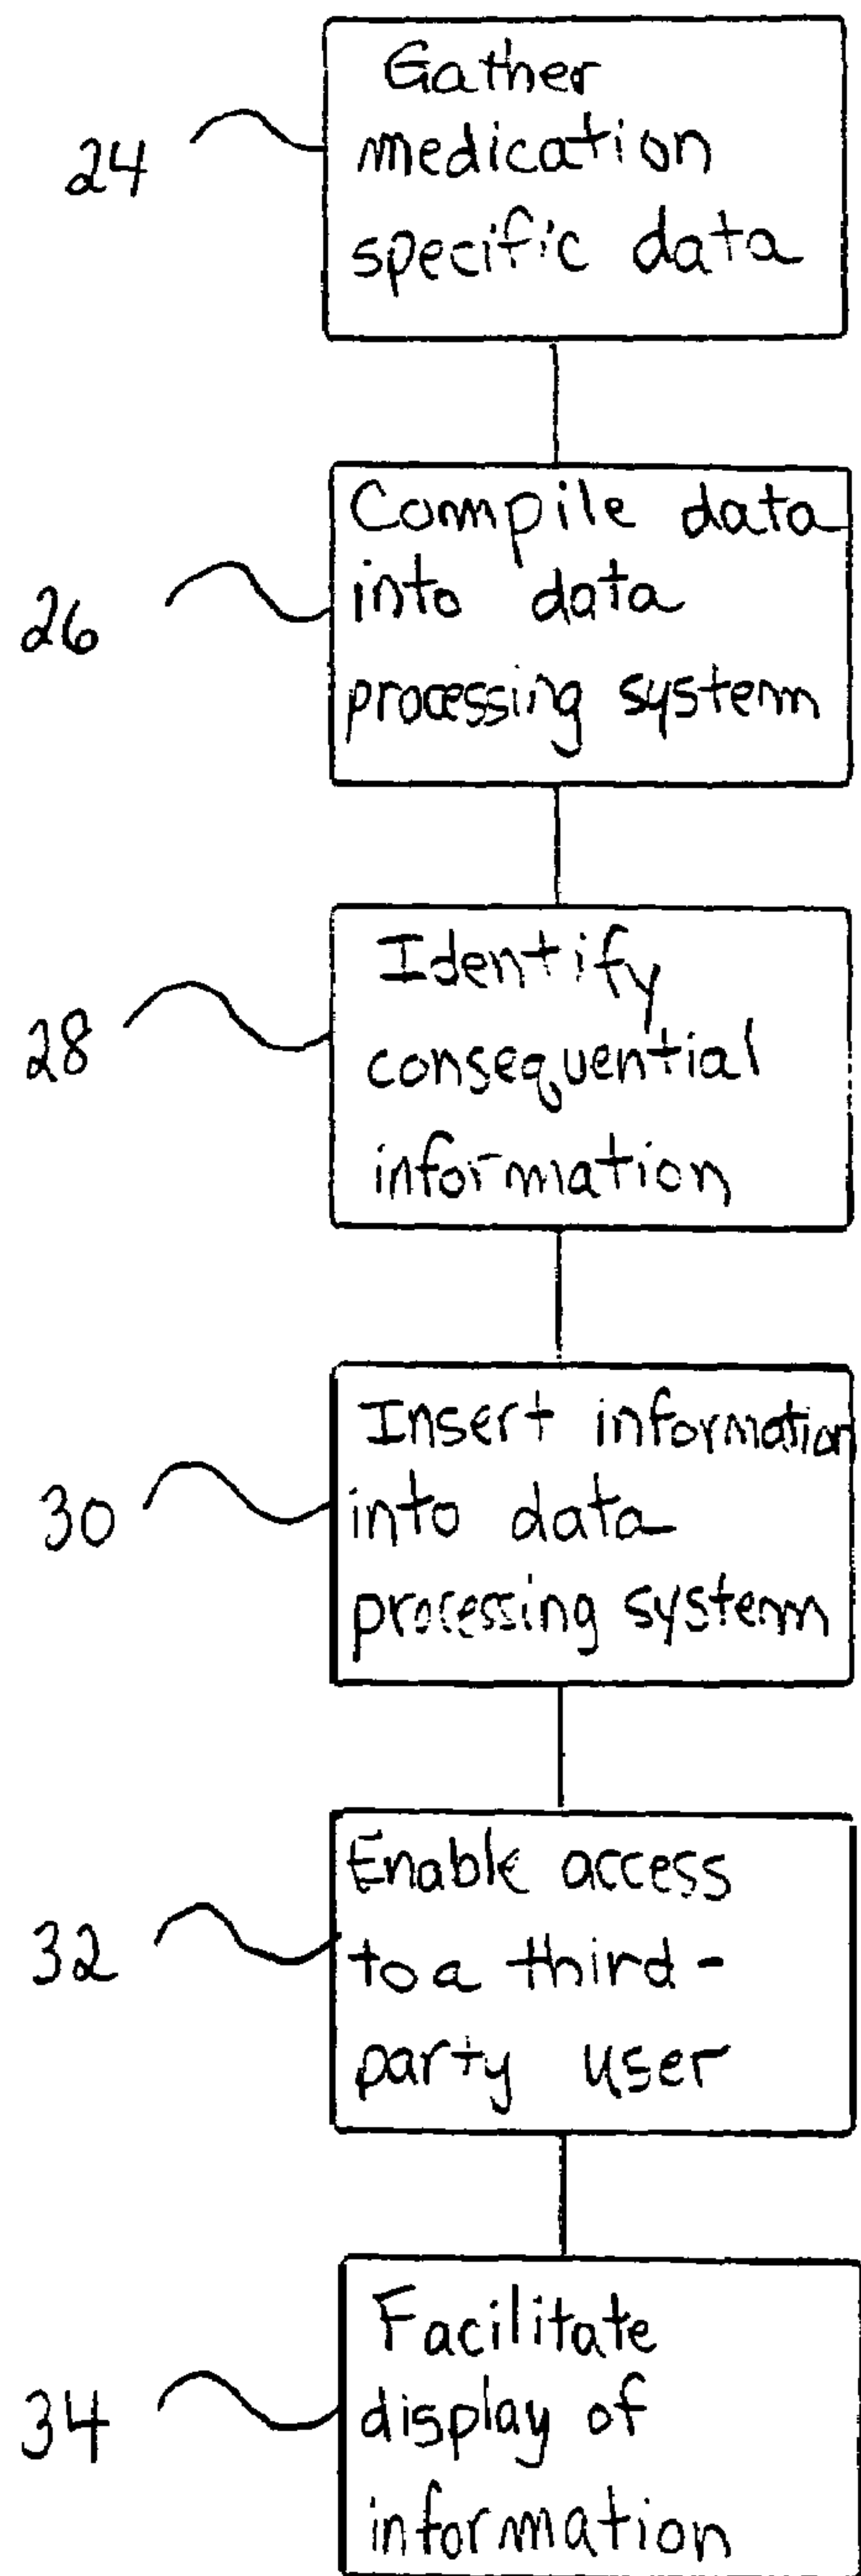 Gather
24
medication
specific data
Compile data
26
into data
processing system
Identify
28
consequential
information
Insert information
30
into data
processing system
Enable access
32
to a third-
party user
Facilitate
34
display of
information